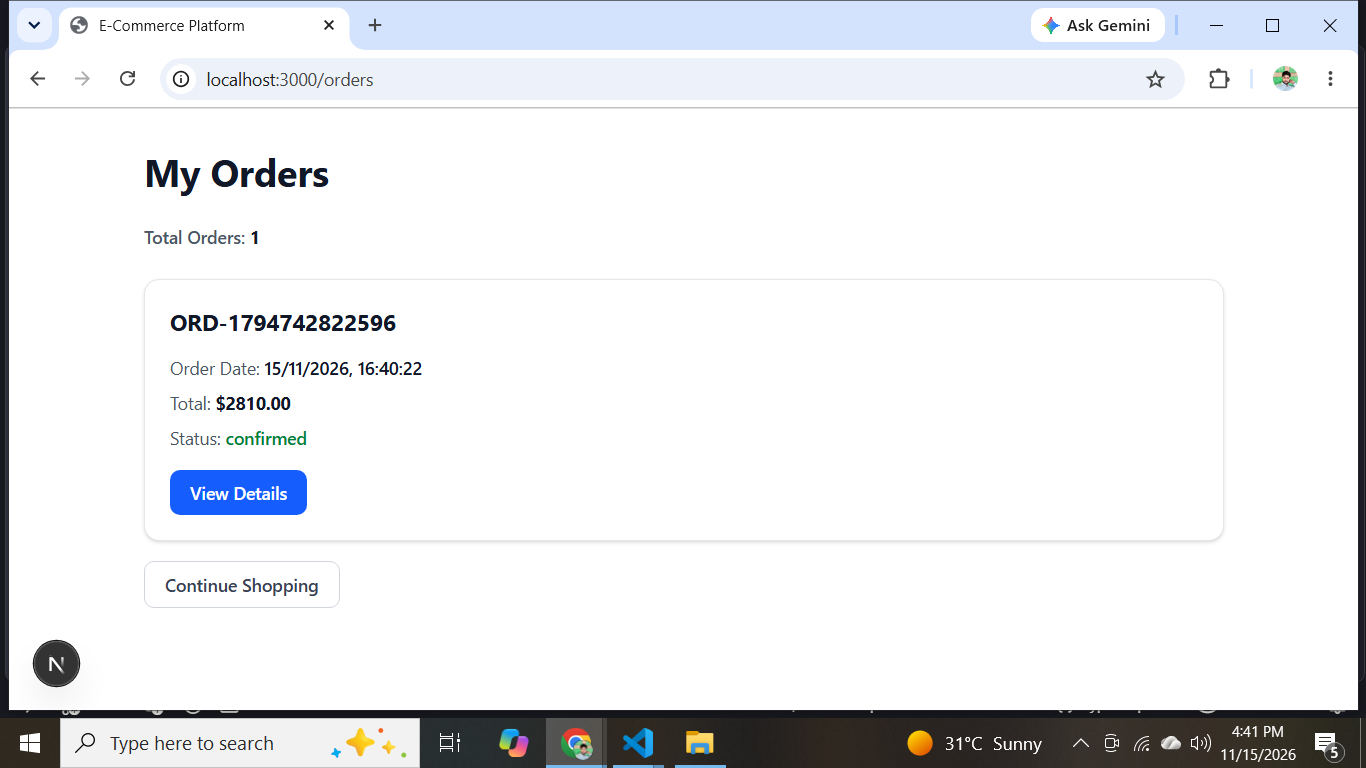 E-Commerce Platform
Ask Gemini
localhost:3000/orders
My Orders
Total Orders: 1
ORD-1794742822596
Order Date: 15/11/2026, 16:40:22
Total: $2810.00
Status: confirmed
View Details
Continue Shopping
N
Type here to search
31°C Sunny
4:41 PM
11/15/2026
5